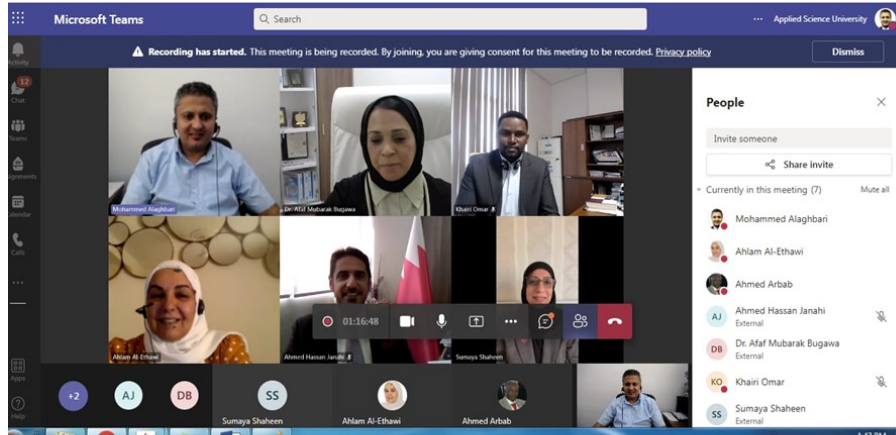 Microsoft Teams
Search
Applied Science University
Recording has started. This meeting is being recorded. By joining, you are giving consent for this meeting to be recorded. Privacy policy
Dismiss
Activity
12
Chat
Teams
Assignments
Calendar
Calls
Apps
Help
Mohammed Alaghbari
Dr. Afaf Mubarak Bugawa
Khairi Omar
Ahlam Al-Ethawi
Ahmed Hassan Janahi
Sumaya Shaheen
01:16:48
+2
AJ
DB
SS
Sumaya Shaheen
Ahlam Al-Ethawi
Ahmed Arbab
People
Invite someone
Share invite
Currently in this meeting (7)
Mute all
Mohammed Alaghbari
Ahlam Al-Ethawi
Ahmed Arbab
AJ
Ahmed Hassan Janahi
External
DB
Dr. Afaf Mubarak Bugawa
External
KO
Khairi Omar
SS
Sumaya Shaheen
External
1:47 PM